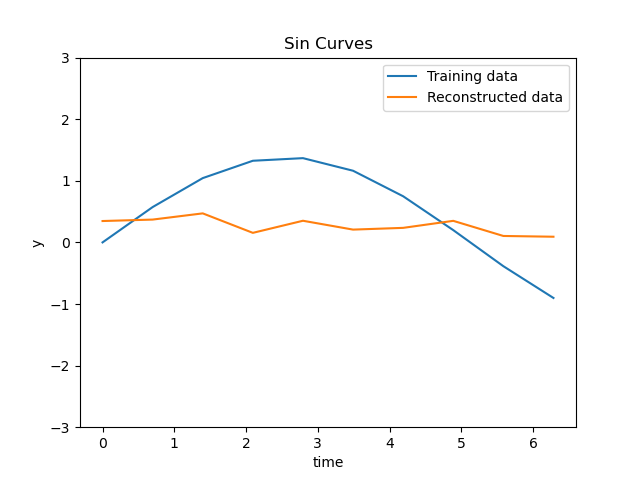 Sin Curves
Training data
Reconstructed data
3
2
1
0
−1
−2
−3
y
0 1 2 3 4 5 6
time